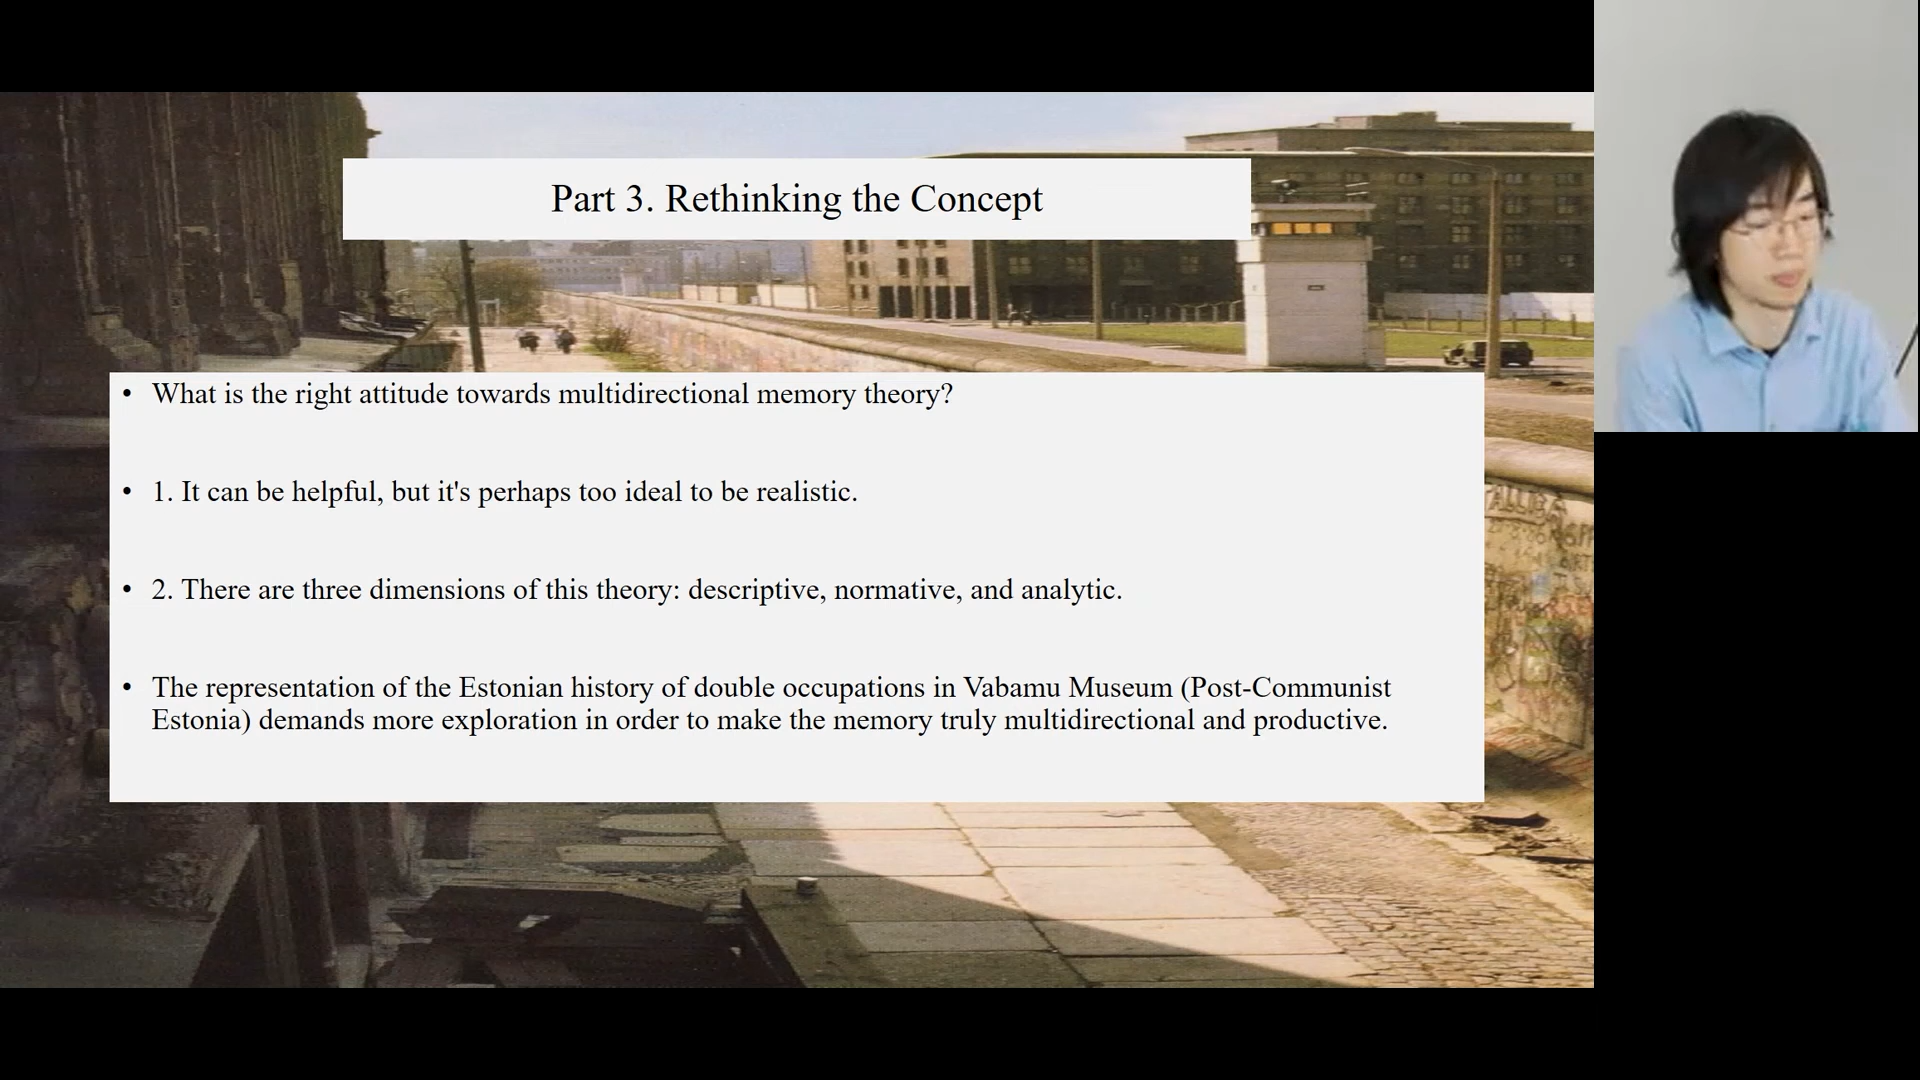 Part 3. Rethinking the Concept
• What is the right attitude towards multidirectional memory theory?
• 1. It can be helpful, but it's perhaps too ideal to be realistic.
• 2. There are three dimensions of this theory: descriptive, normative, and analytic.
• The representation of the Estonian history of double occupations in Vabamu Museum (Post-Communist
Estonia) demands more exploration in order to make the memory truly multidirectional and productive.